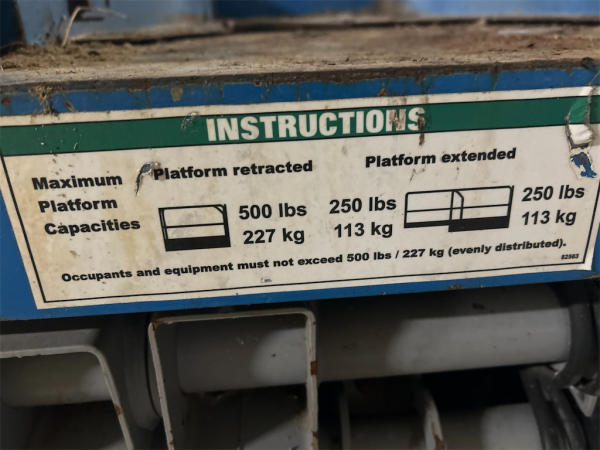 INSTRUCTIONS
Maximum Platform Capacities
Platform retracted
500 lbs
227 kg
Platform extended
250 lbs
113 kg
250 lbs
113 kg
Occupants and equipment must not exceed 500 lbs / 227 kg (evenly distributed).
82563